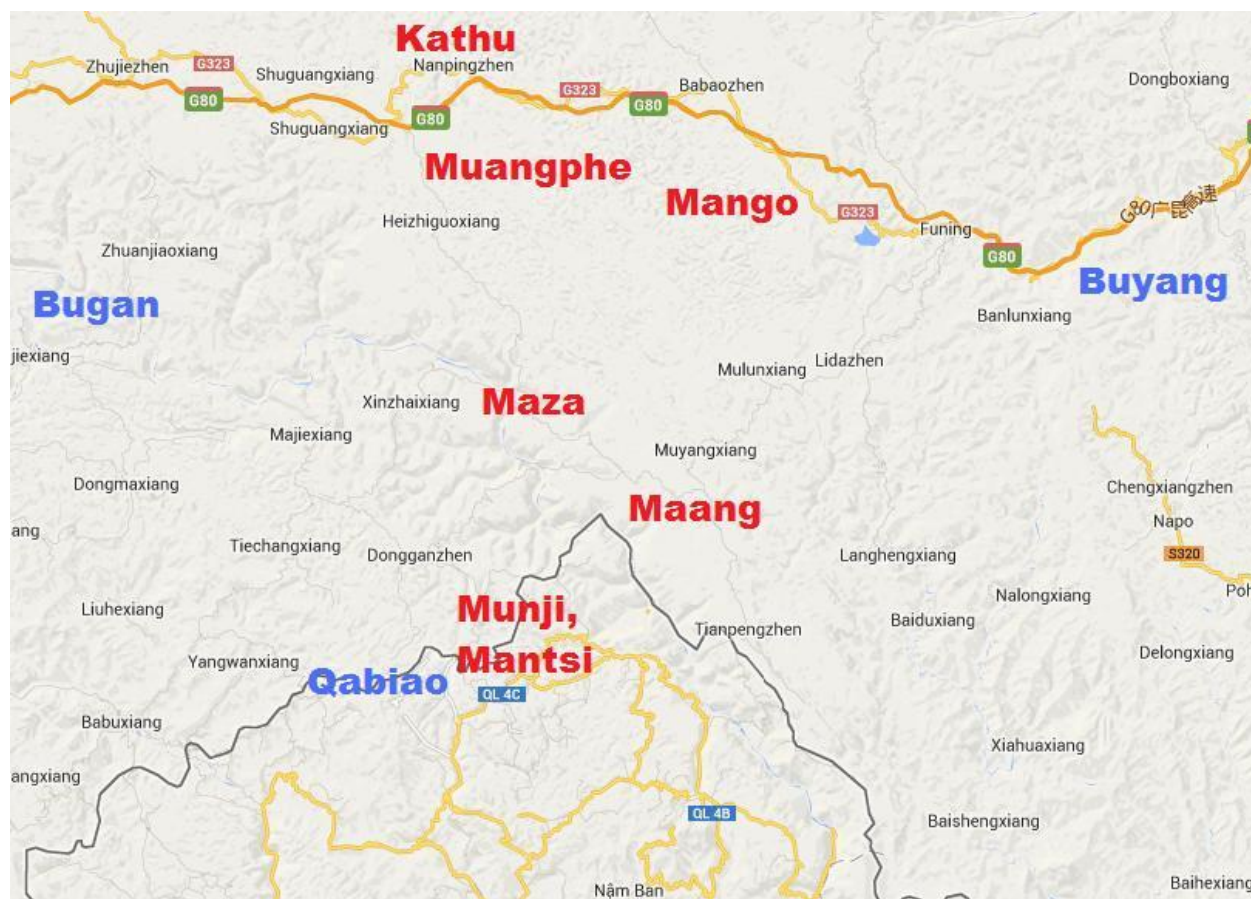 Kathu
Zhujiezhen
G323
Shuguangxiang
Nanpingzhen
G323
Babaozhen
Dongboxiang
G80
G80
G80
Shuguangxiang
Muangphe
Mango
G323
G80广昆高速
Heizhiguoxiang
Funing
Zhuanjiaoxiang
G80
Buyang
Bugan
Banlunxiang
jiexiang
Mulunxiang
Lidazhen
Xinzhaixiang
Maza
Majiexiang
Muyangxiang
Dongmaxiang
Chengxiangzhen
Maang
Napo
ang
Tiechangxiang
Dongganzhen
Langhengxiang
S320
Poh
Liuhexiang
Munji,
Nalongxiang
Tianpengzhen
Baiduxiang
Yangwanxiang
Mantsi
Delongxiang
Qabiao
QL 4C
Babuxiang
Xiahuaxiang
angxiang
QL 4B
Baishengxiang
Nậm Ban
Baihexiang